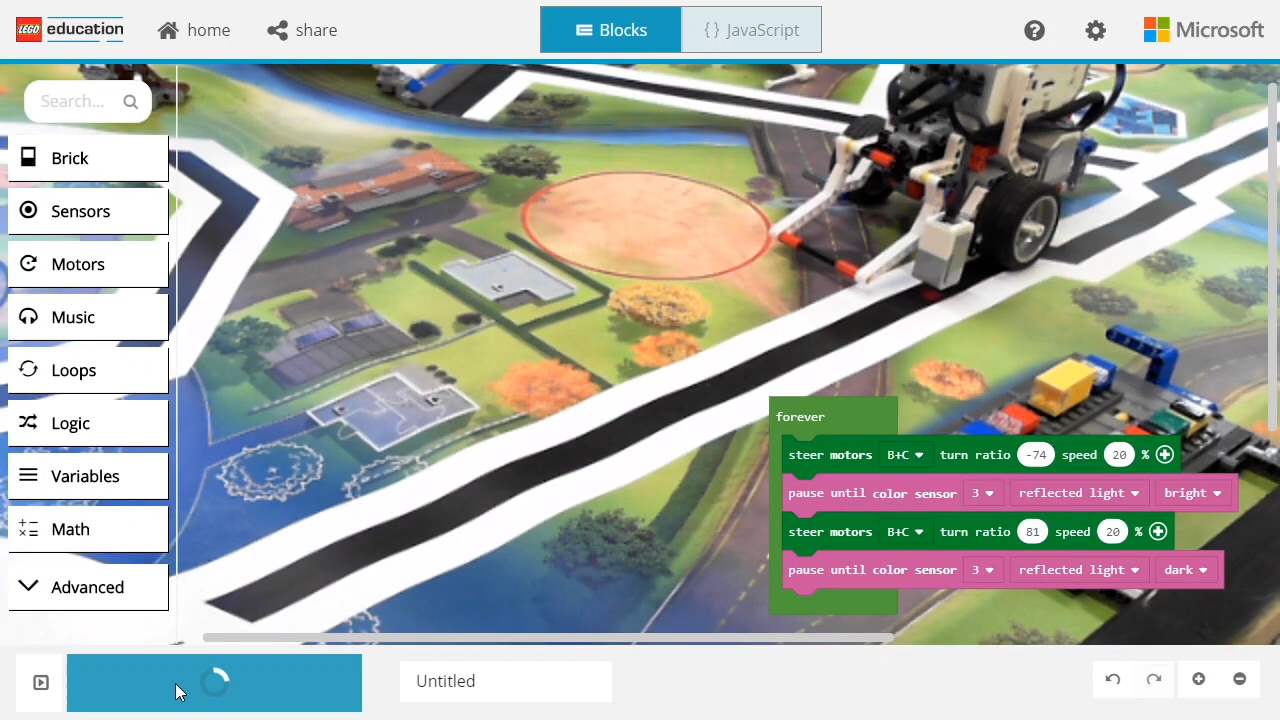 LEGO education
home
share
Blocks
{ } JavaScript
Microsoft
Search...
Brick
Sensors
Motors
Music
Loops
Logic
Variables
Math
Advanced
forever
steer motors B+C turn ratio -74 speed 20 %
pause until color sensor 3 reflected light bright
steer motors B+C turn ratio 81 speed 20 %
pause until color sensor 3 reflected light dark
Untitled